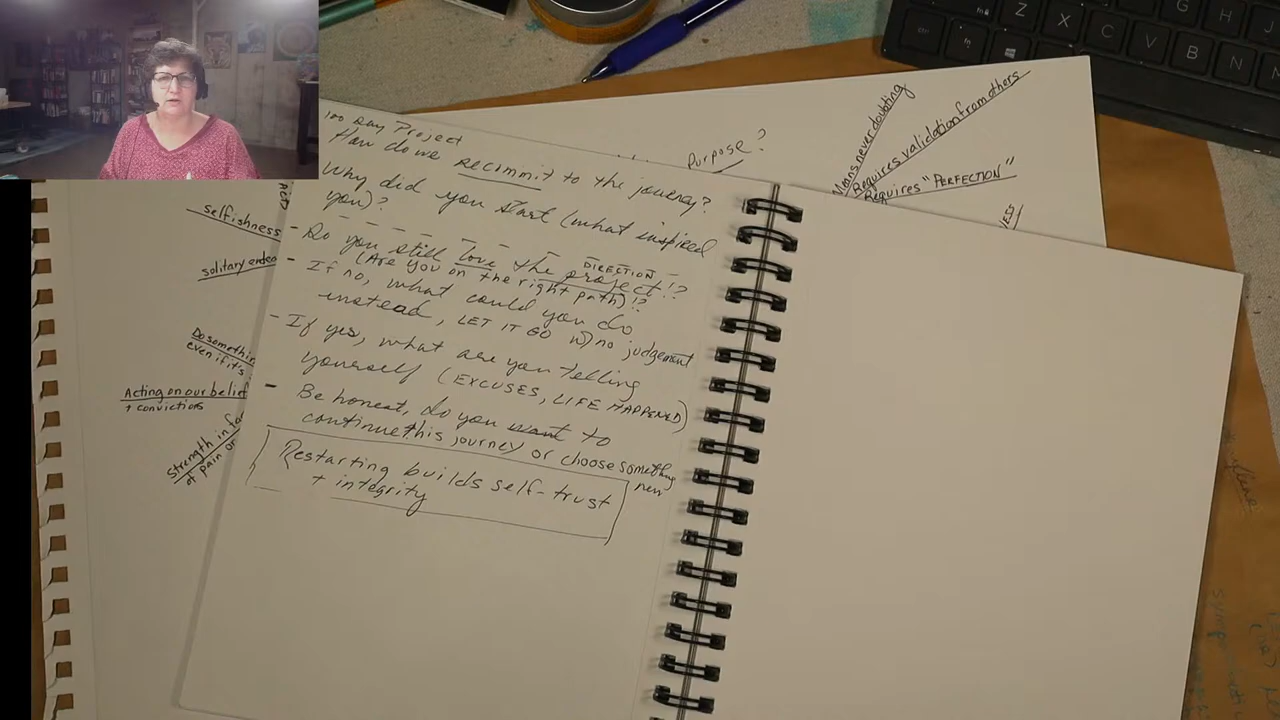 100 Day Project
How do we recommit to the journey?
Why did you start (what inspired
you)?
- Do you still love the project!?
DIRECTION
(Are you on the right path)!?
- If no, what could you do
instead, LET IT GO w/ no judgement
- If yes, what are you telling
yourself (EXCUSES, LIFE HAPPENED)
- Be honest, do you want to
continue this journey or choose something
new
Restarting builds self-trust
+ integrity
selfishness
solitary
Do something
even if it's
Acting on our belief
+ conviction
Strength in
of pain or
Purpose?
Means never doubting
Requires validation from others
Requires "PERFECTION"
Z
X
C
V
B
N
M
G
H
J
ctrl
fn